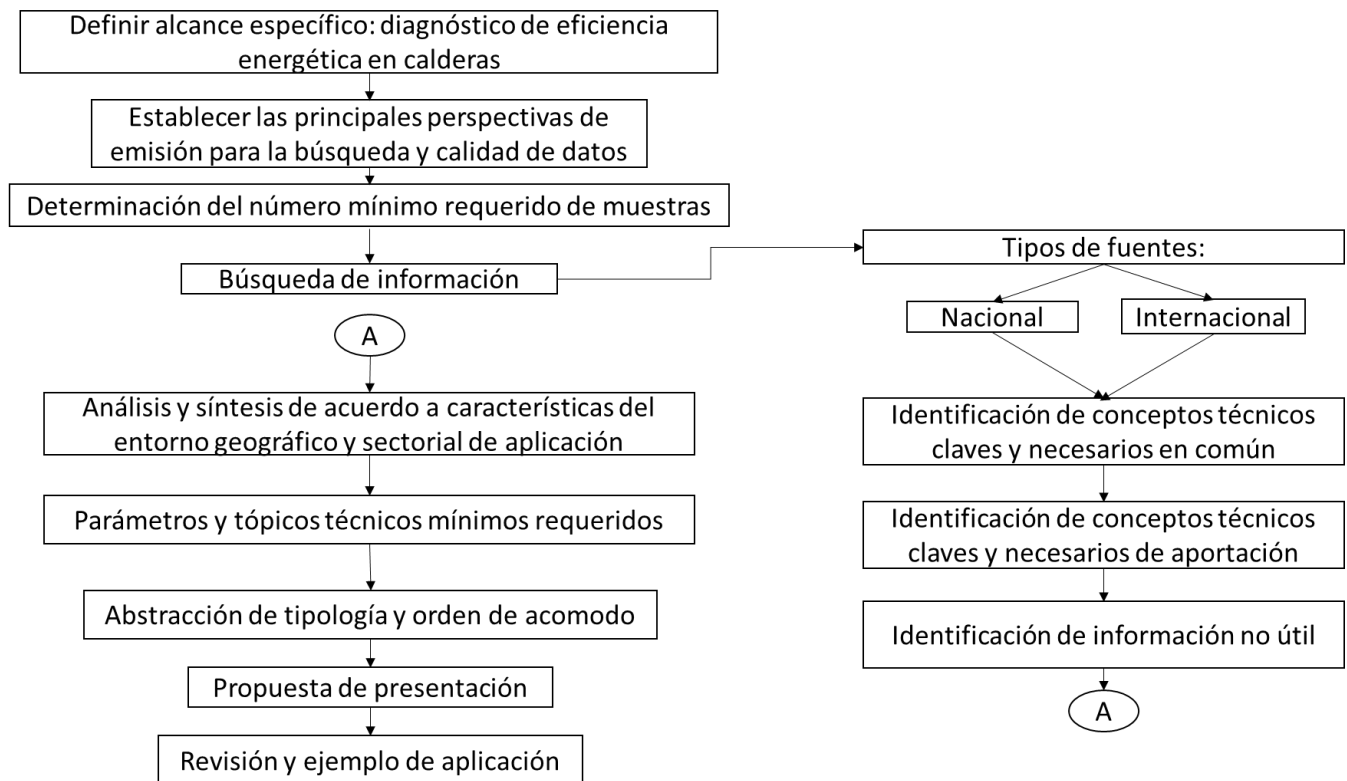 Definir alcance específico: diagnóstico de eficiencia
energética en calderas
Establecer las principales perspectivas de
emisión para la búsqueda y calidad de datos
Determinación del número mínimo requerido de muestras
Búsqueda de información
Tipos de fuentes:
Nacional
Internacional
Identificación de conceptos técnicos
claves y necesarios en común
Identificación de conceptos técnicos
claves y necesarios de aportación
Identificación de información no útil
A
A
Análisis y síntesis de acuerdo a características del
entorno geográfico y sectorial de aplicación
Parámetros y tópicos técnicos mínimos requeridos
Abstracción de tipología y orden de acomodo
Propuesta de presentación
Revisión y ejemplo de aplicación